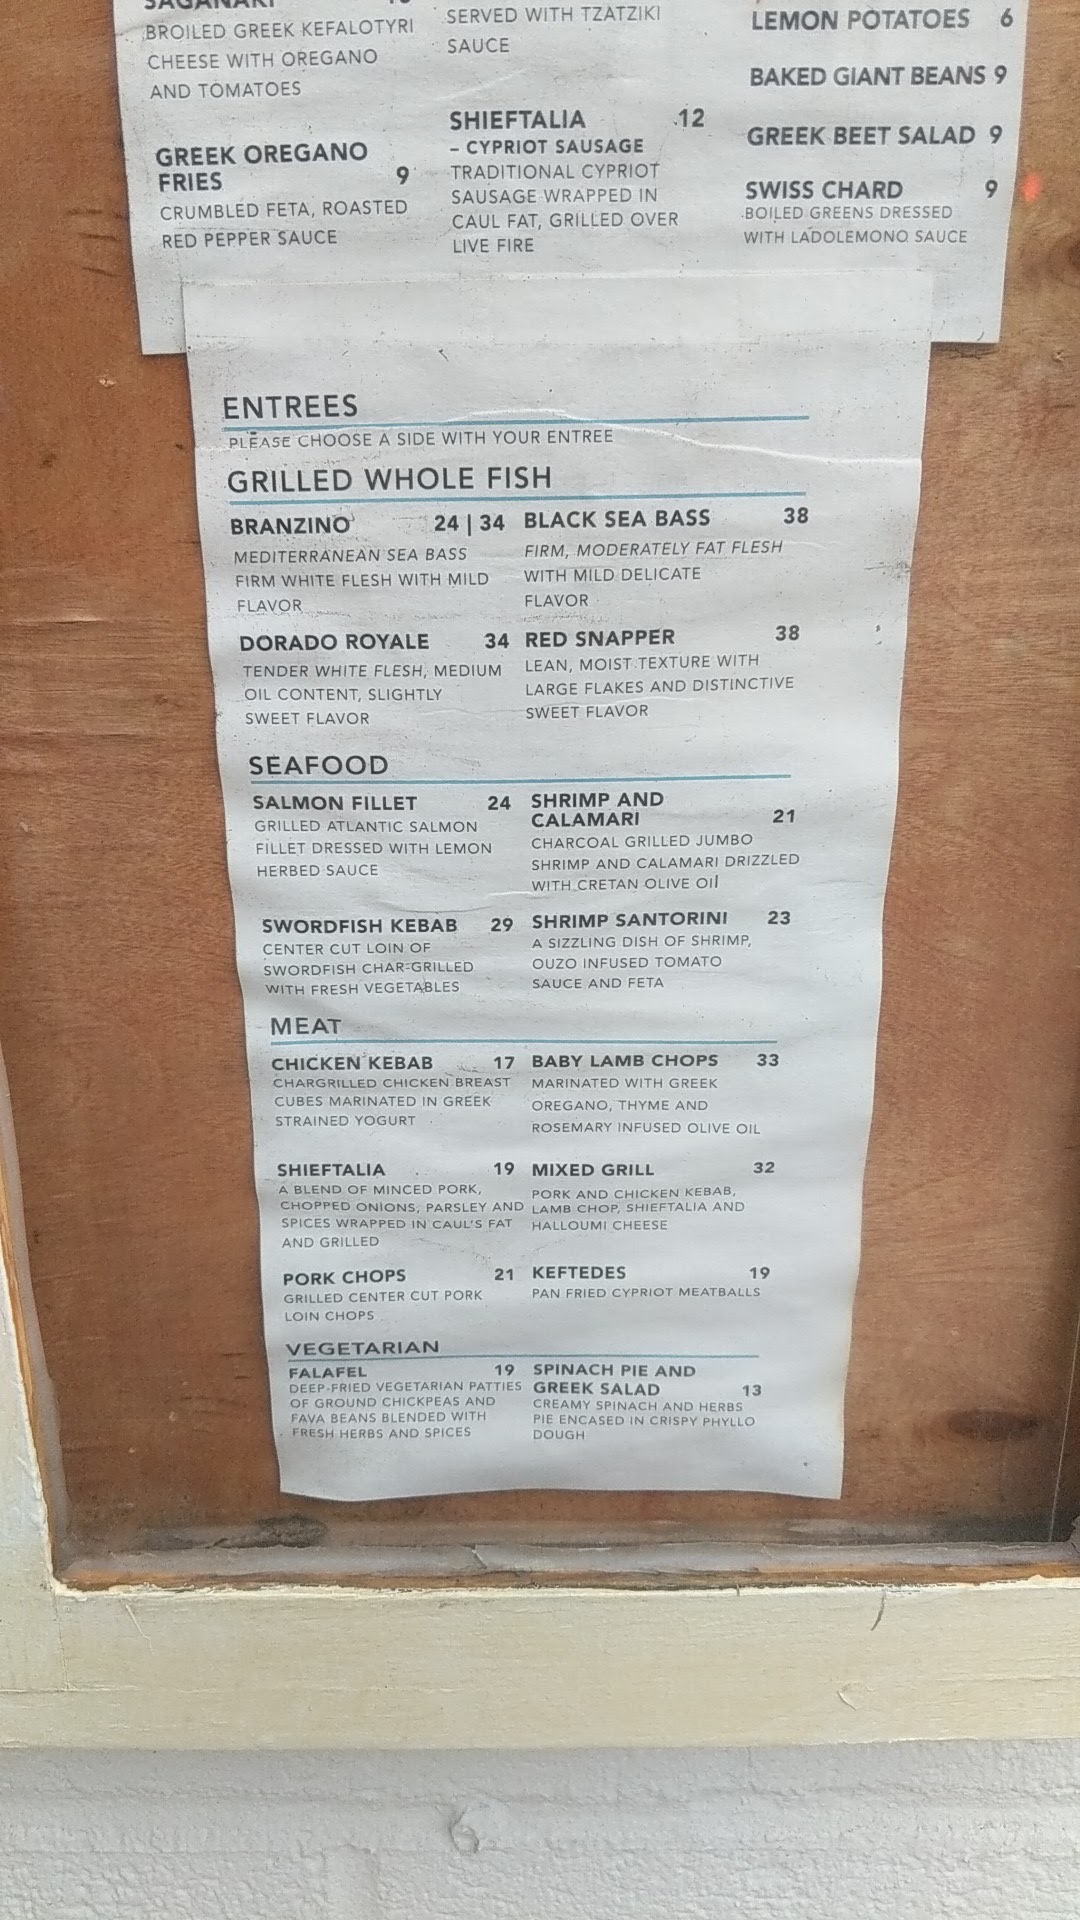 SAGANAKI
BROILED GREEK KEFALOTYRI
CHEESE WITH OREGANO
AND TOMATOES
GREEK OREGANO
FRIES 9
CRUMBLED FETA, ROASTED
RED PEPPER SAUCE
SERVED WITH TZATZIKI
SAUCE
SHIEFTALIA 12
– CYPRIOT SAUSAGE
TRADITIONAL CYPRIOT
SAUSAGE WRAPPED IN
CAUL FAT, GRILLED OVER
LIVE FIRE
LEMON POTATOES 6
BAKED GIANT BEANS 9
GREEK BEET SALAD 9
SWISS CHARD 9
BOILED GREENS DRESSED
WITH LADOLEMONO SAUCE
ENTREES
PLEASE CHOOSE A SIDE WITH YOUR ENTREE
GRILLED WHOLE FISH
BRANZINO 24 | 34
MEDITERRANEAN SEA BASS
FIRM WHITE FLESH WITH MILD
FLAVOR
BLACK SEA BASS 38
FIRM, MODERATELY FAT FLESH
WITH MILD DELICATE
FLAVOR
DORADO ROYALE 34
TENDER WHITE FLESH, MEDIUM
OIL CONTENT, SLIGHTLY
SWEET FLAVOR
RED SNAPPER 38
LEAN, MOIST TEXTURE WITH
LARGE FLAKES AND DISTINCTIVE
SWEET FLAVOR
SEAFOOD
SALMON FILLET 24
GRILLED ATLANTIC SALMON
FILLET DRESSED WITH LEMON
HERBED SAUCE
SHRIMP AND
CALAMARI 21
CHARCOAL GRILLED JUMBO
SHRIMP AND CALAMARI DRIZZLED
WITH CRETAN OLIVE OIl
SWORDFISH KEBAB 29
CENTER CUT LOIN OF
SWORDFISH CHAR-GRILLED
WITH FRESH VEGETABLES
SHRIMP SANTORINI 23
A SIZZLING DISH OF SHRIMP,
OUZO INFUSED TOMATO
SAUCE AND FETA
MEAT
CHICKEN KEBAB 17
CHARGRILLED CHICKEN BREAST
CUBES MARINATED IN GREEK
STRAINED YOGURT
BABY LAMB CHOPS 33
MARINATED WITH GREEK
OREGANO, THYME AND
ROSEMARY INFUSED OLIVE OIL
SHIEFTALIA 19
A BLEND OF MINCED PORK,
CHOPPED ONIONS, PARSLEY AND
SPICES WRAPPED IN CAUL'S FAT
AND GRILLED
MIXED GRILL 32
PORK AND CHICKEN KEBAB,
LAMB CHOP, SHIEFTALIA AND
HALLOUMI CHEESE
PORK CHOPS 21
GRILLED CENTER CUT PORK
LOIN CHOPS
KEFTEDES 19
PAN FRIED CYPRIOT MEATBALLS
VEGETARIAN
FALAFEL 19
DEEP-FRIED VEGETARIAN PATTIES
OF GROUND CHICKPEAS AND
FAVA BEANS BLENDED WITH
FRESH HERBS AND SPICES
SPINACH PIE AND
GREEK SALAD 13
CREAMY SPINACH AND HERBS
PIE ENCASED IN CRISPY PHYLLO
DOUGH